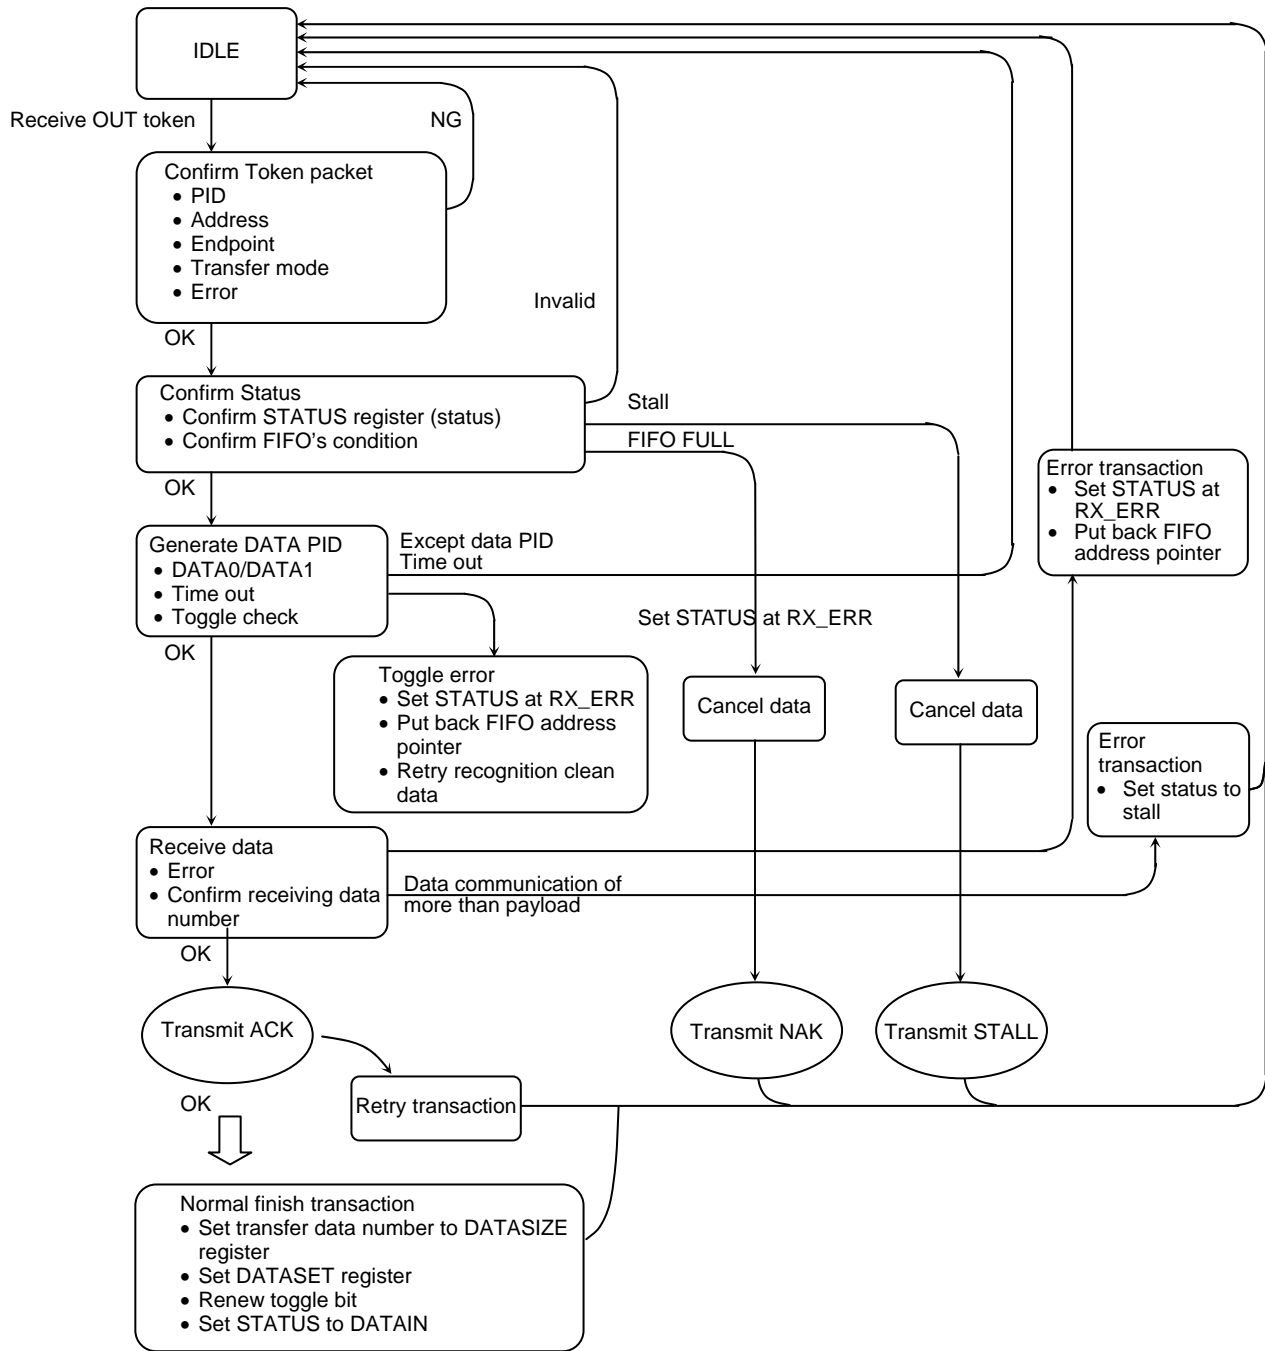 IDLE
Receive OUT token
NG
Confirm Token packet
• PID
• Address
• Endpoint
• Transfer mode
• Error
Invalid
OK
Confirm Status
• Confirm STATUS register (status)
• Confirm FIFO's condition
Stall
FIFO FULL
OK
Error transaction
• Set STATUS at
RX_ERR
• Put back FIFO
address pointer
Generate DATA PID
• DATA0/DATA1
• Time out
• Toggle check
Except data PID
Time out
Set STATUS at RX_ERR
OK
Toggle error
• Set STATUS at RX_ERR
• Put back FIFO address
pointer
• Retry recognition clean
data
Cancel data
Cancel data
Error
transaction
• Set status to
stall
Receive data
• Error
• Confirm receiving data
number
Data communication of
more than payload
OK
Transmit ACK
Transmit NAK
Transmit STALL
OK
Retry transaction
Normal finish transaction
• Set transfer data number to DATASIZE
register
• Set DATASET register
• Renew toggle bit
• Set STATUS to DATAIN